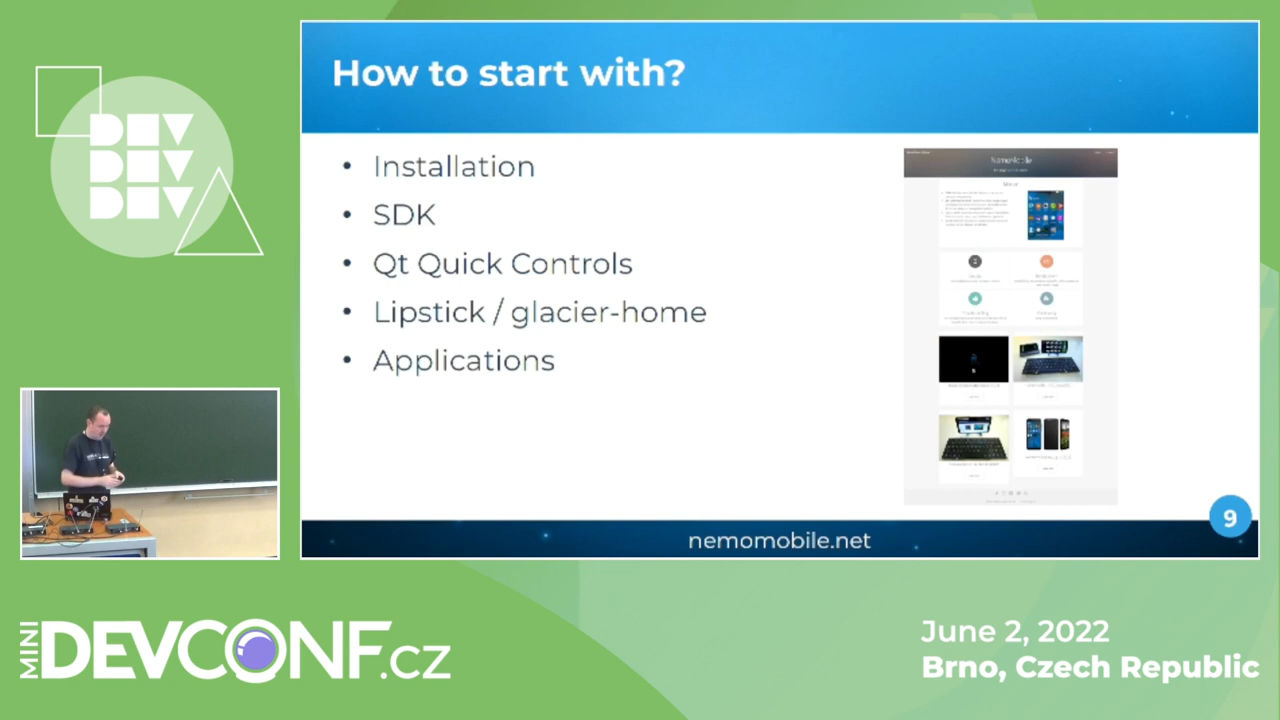 DEV
DEV
DEV
How to start with?
• Installation
• SDK
• Qt Quick Controls
• Lipstick / glacier-home
• Applications
NemoMobile
9
nemomobile.net
MINI
DEVCONF.cz
June 2, 2022
Brno, Czech Republic